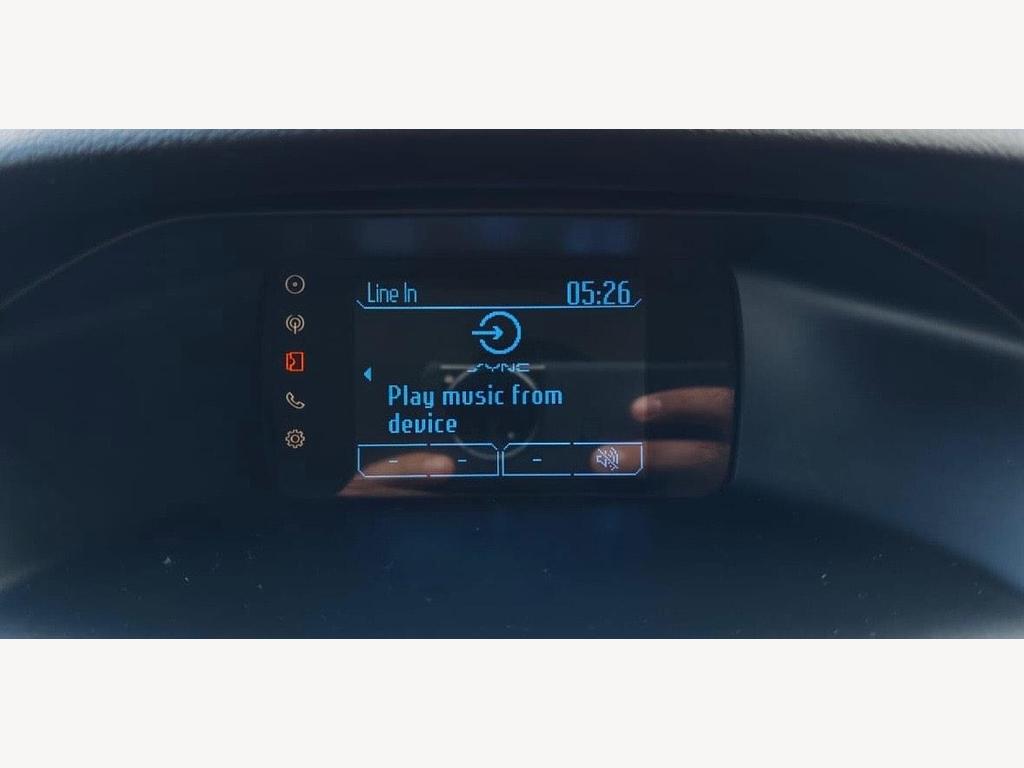 Line In
05:26
SYNC
Play music from
device